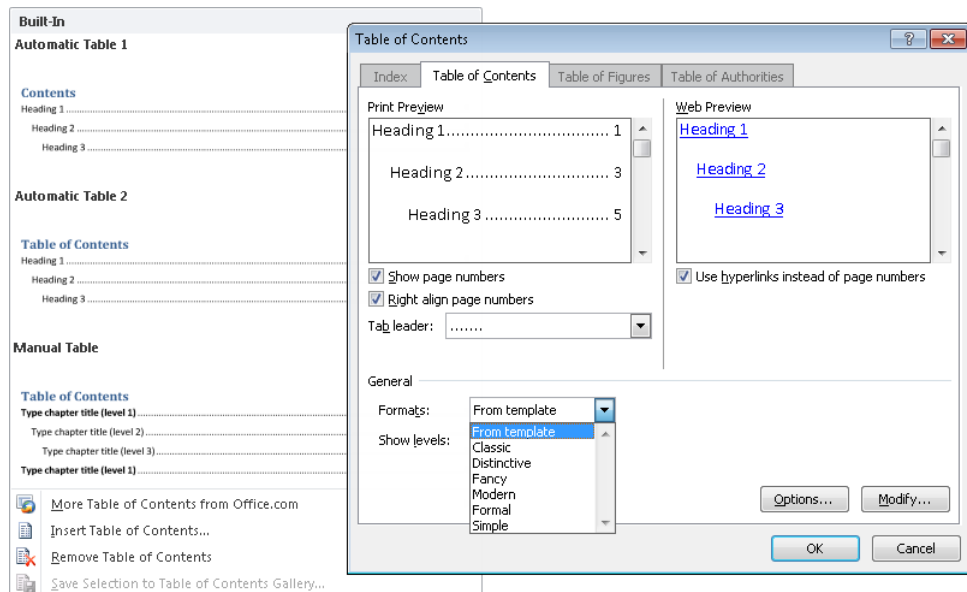 Built-In
Automatic Table 1
Contents
Heading 1
Heading 2
Heading 3
Automatic Table 2
Table of Contents
Heading 1
Heading 2
Heading 3
Manual Table
Table of Contents
Type chapter title (level 1)
Type chapter title (level 2)
Type chapter title (level 3)
Type chapter title (level 1)
More Table of Contents from Office.com
Insert Table of Contents...
Remove Table of Contents
Save Selection to Table of Contents Gallery...
Table of Contents
Index Table of Contents Table of Figures Table of Authorities
Print Preview
Heading 1.................................. 1
Heading 2.............................. 3
Heading 3.......................... 5
Show page numbers
Right align page numbers
Tab leader: .......
Web Preview
Heading 1
Heading 2
Heading 3
Use hyperlinks instead of page numbers
General
Formats: From template
Show levels:
From template
Classic
Distinctive
Fancy
Modern
Formal
Simple
Options... Modify...
OK Cancel